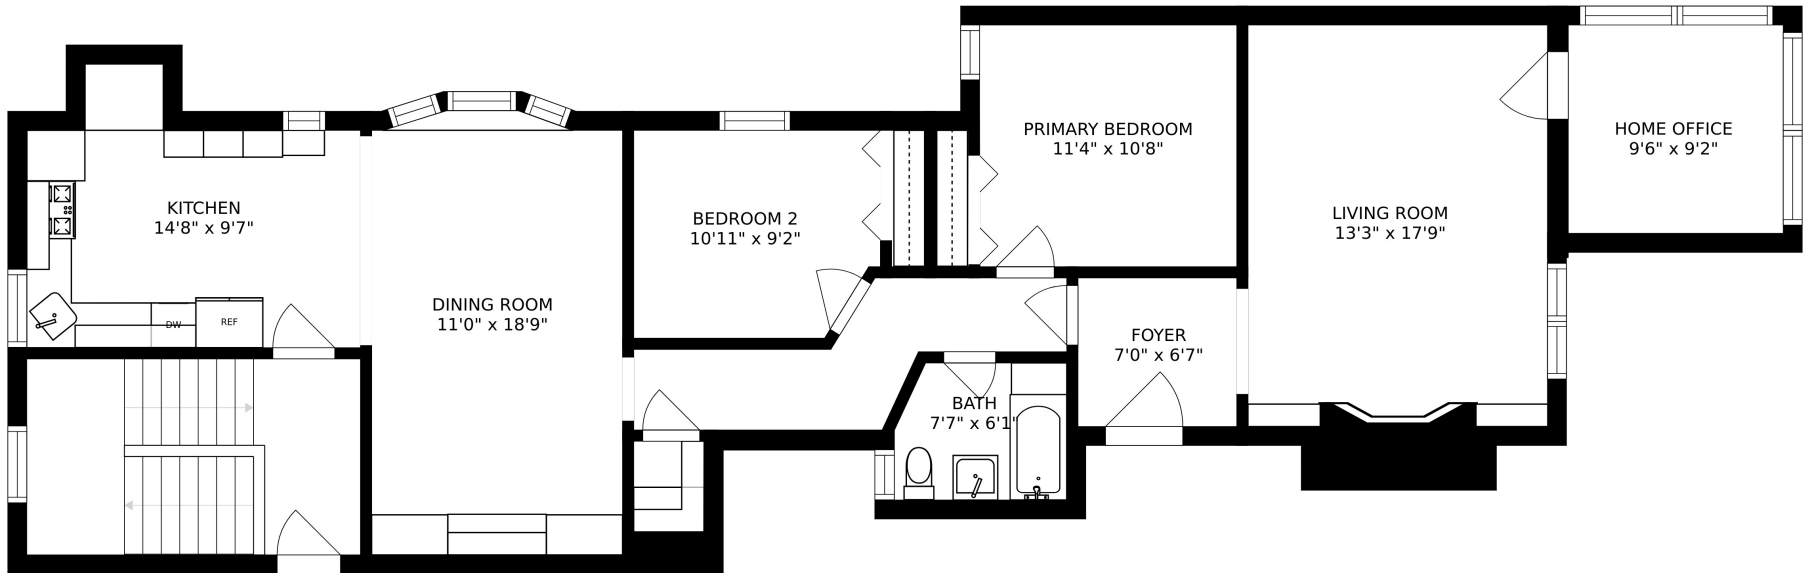 PRIMARY BEDROOM
11'4" x 10'8"
HOME OFFICE
9'6" x 9'2"
KITCHEN
14'8" x 9'7"
BEDROOM 2
10'11" x 9'2"
LIVING ROOM
13'3" x 17'9"
DINING ROOM
11'0" x 18'9"
DW
REF
FOYER
7'0" x 6'7"
BATH
7'7" x 6'1"